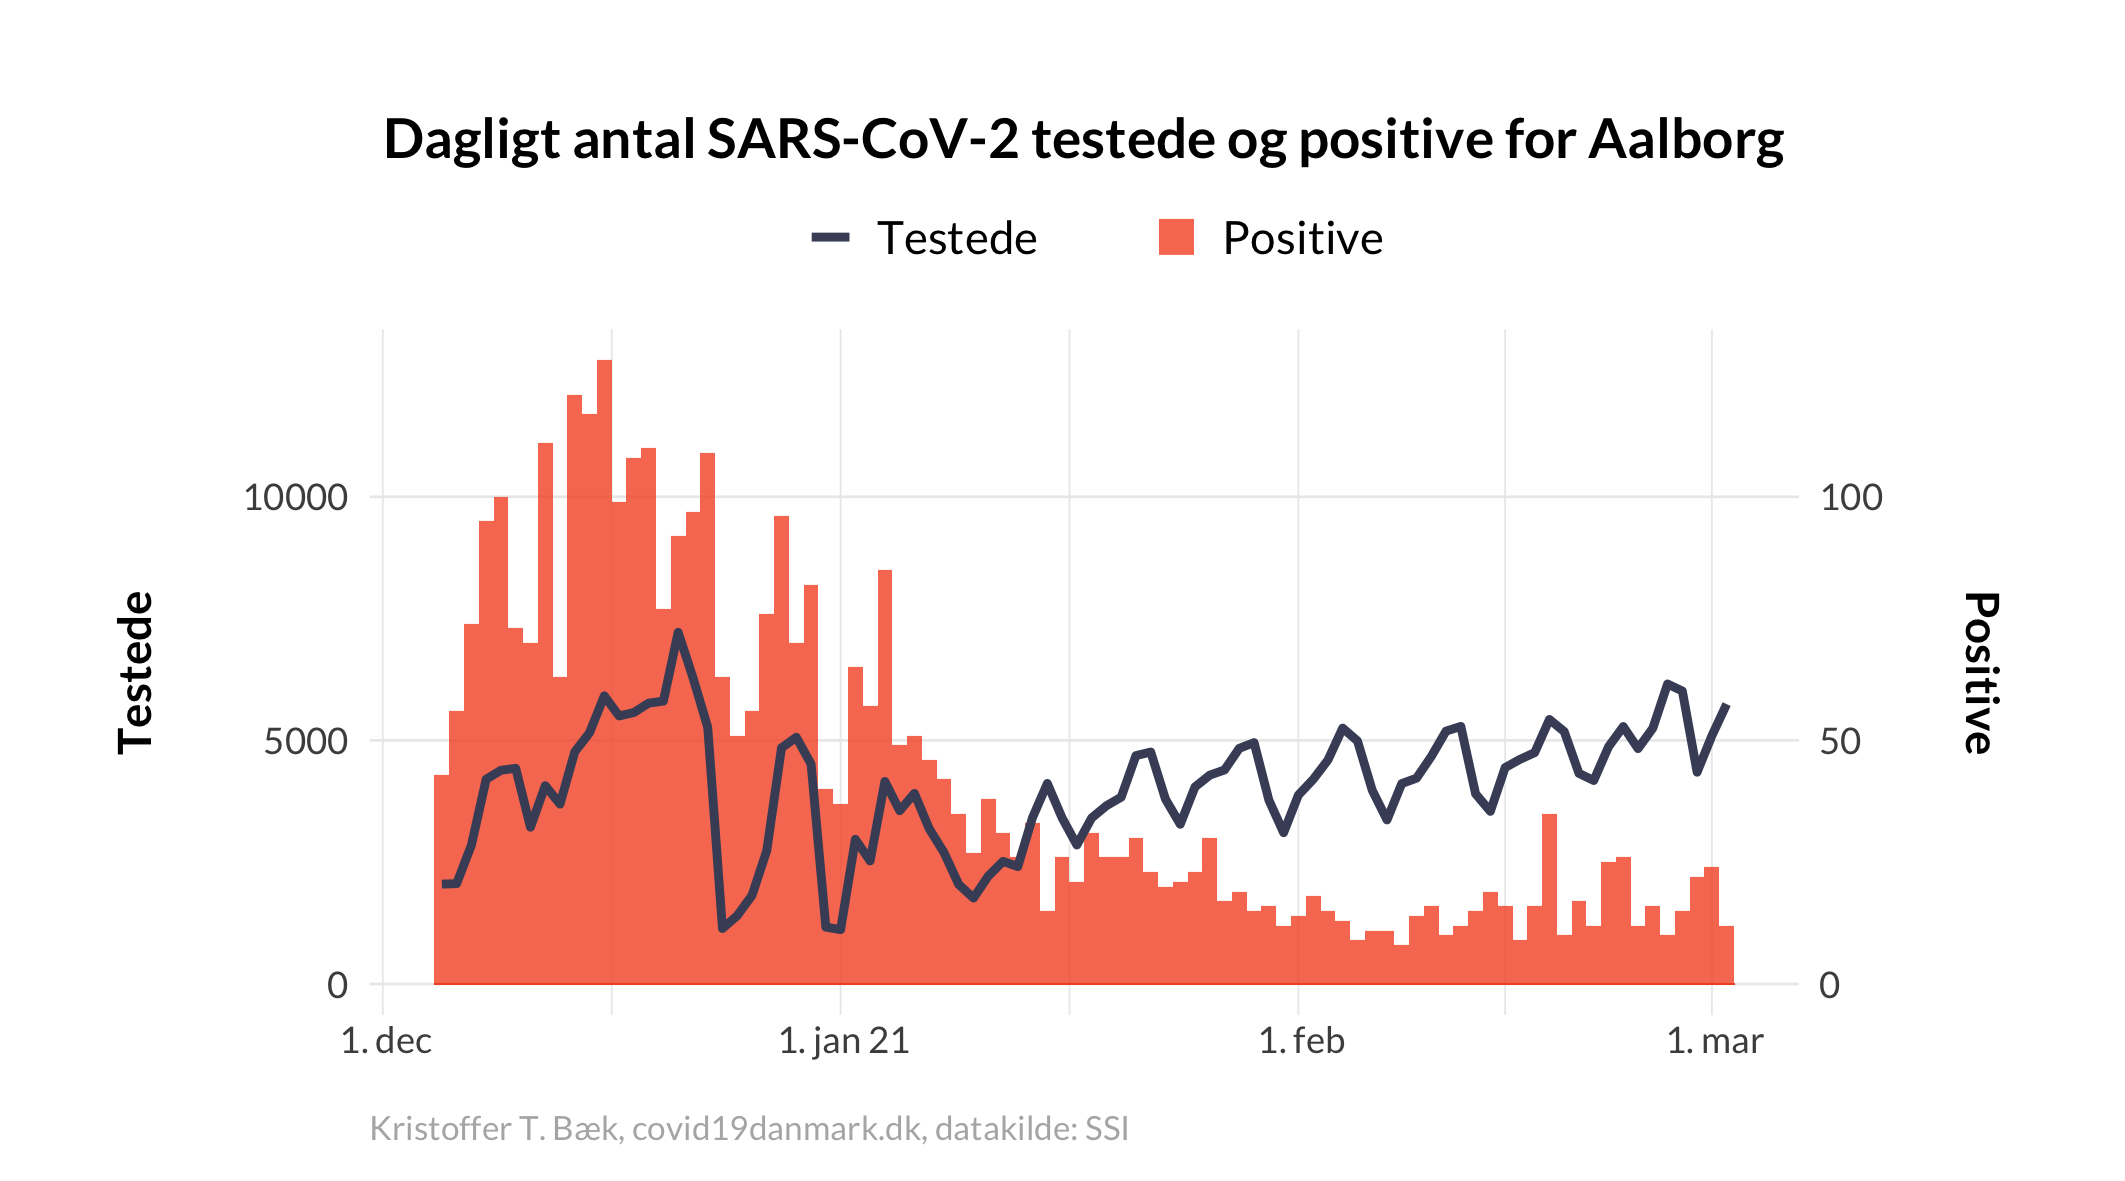 Dagligt antal SARS-CoV-2 testede og positive for Aalborg
Testede
Positive
10000
5000
0
Testede
100
50
0
Positive
1. dec
1. jan 21
1. feb
1. mar
Kristoffer T. Bæk, covid19danmark.dk, datakilde: SSI